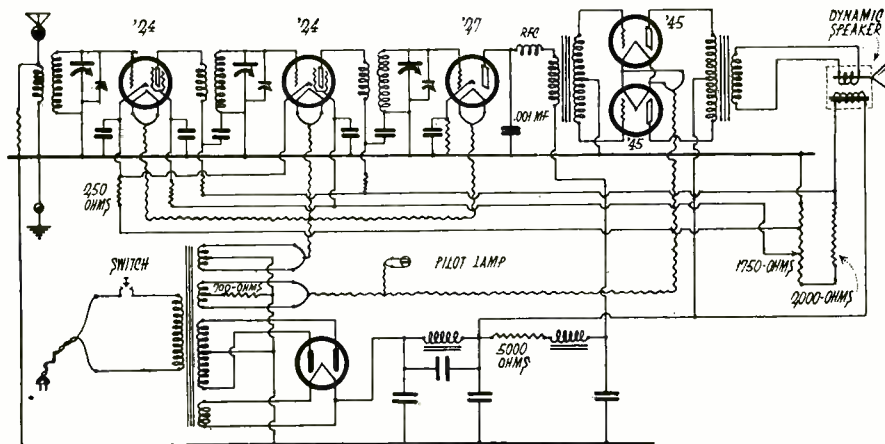 '24
'24
'27
'45
DYNAMIC
SPEAKER
RFC
.001 MF
'45
250
OHMS
SWITCH
700-OHMS
PILOT LAMP
1750-OHMS
2000-OHMS
5000
OHMS